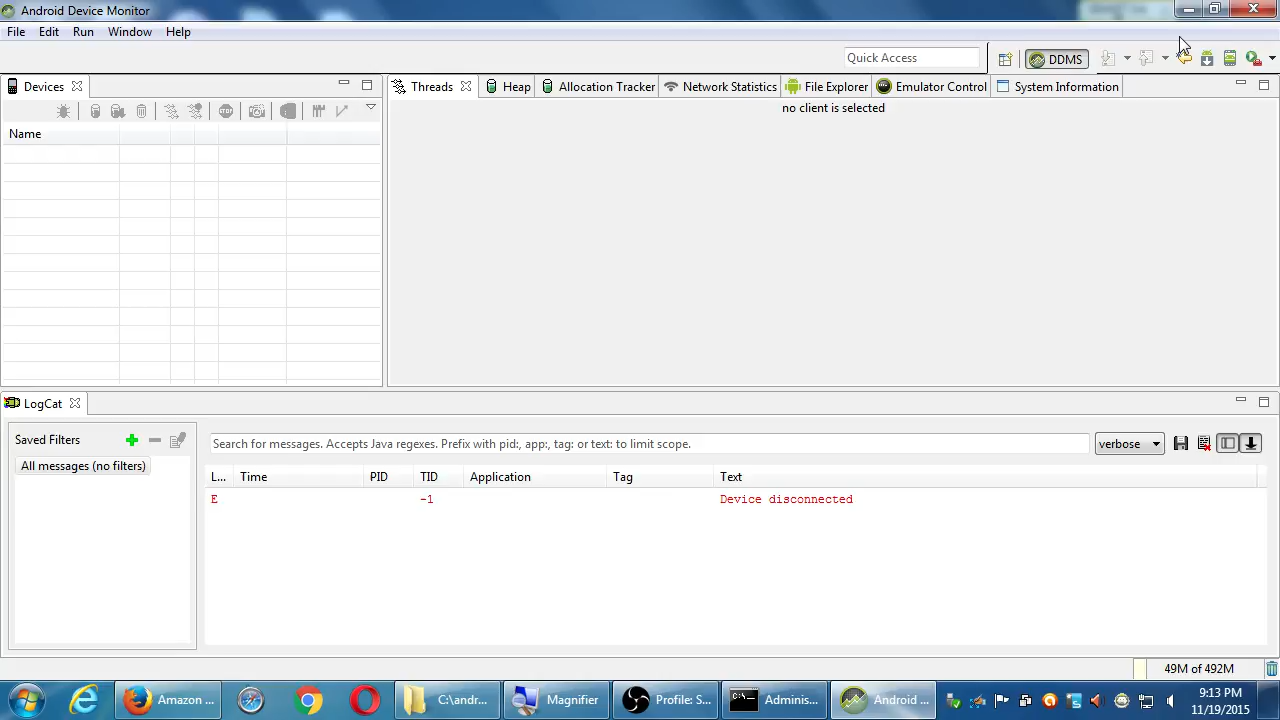 Android Device Monitor
File Edit Run Window Help
Quick Access
DDMS
Devices
Threads Heap Allocation Tracker Network Statistics File Explorer Emulator Control System Information
no client is selected
Name
LogCat
Saved Filters
Search for messages. Accepts Java regexes. Prefix with pid:, app:, tag: or text: to limit scope.
verbose
All messages (no filters)
L... Time PID TID Application Tag Text
E -1 Device disconnected
49M of 492M
Amazon ...
C:\andr...
Magnifier
Profile: S...
Adminis...
Android ...
9:13 PM
11/19/2015